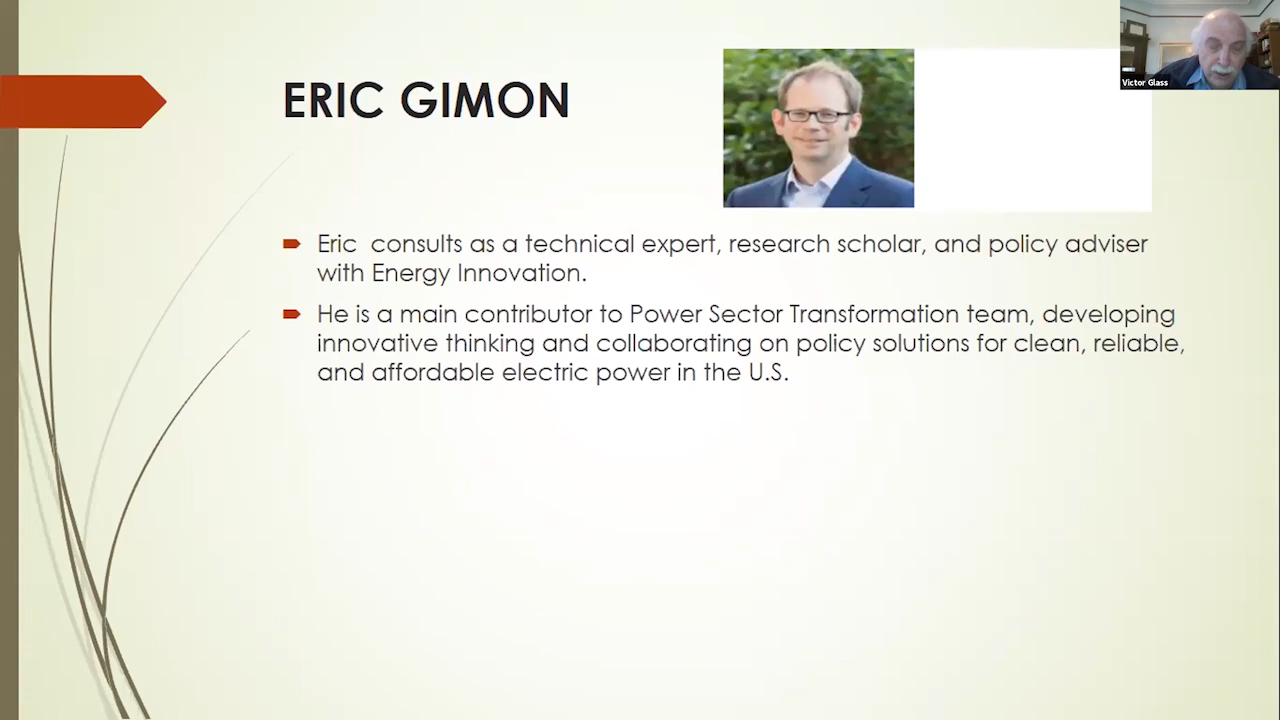 ERIC GIMON
Victor Glass
Eric consults as a technical expert, research scholar, and policy adviser
with Energy Innovation.
He is a main contributor to Power Sector Transformation team, developing
innovative thinking and collaborating on policy solutions for clean, reliable,
and affordable electric power in the U.S.